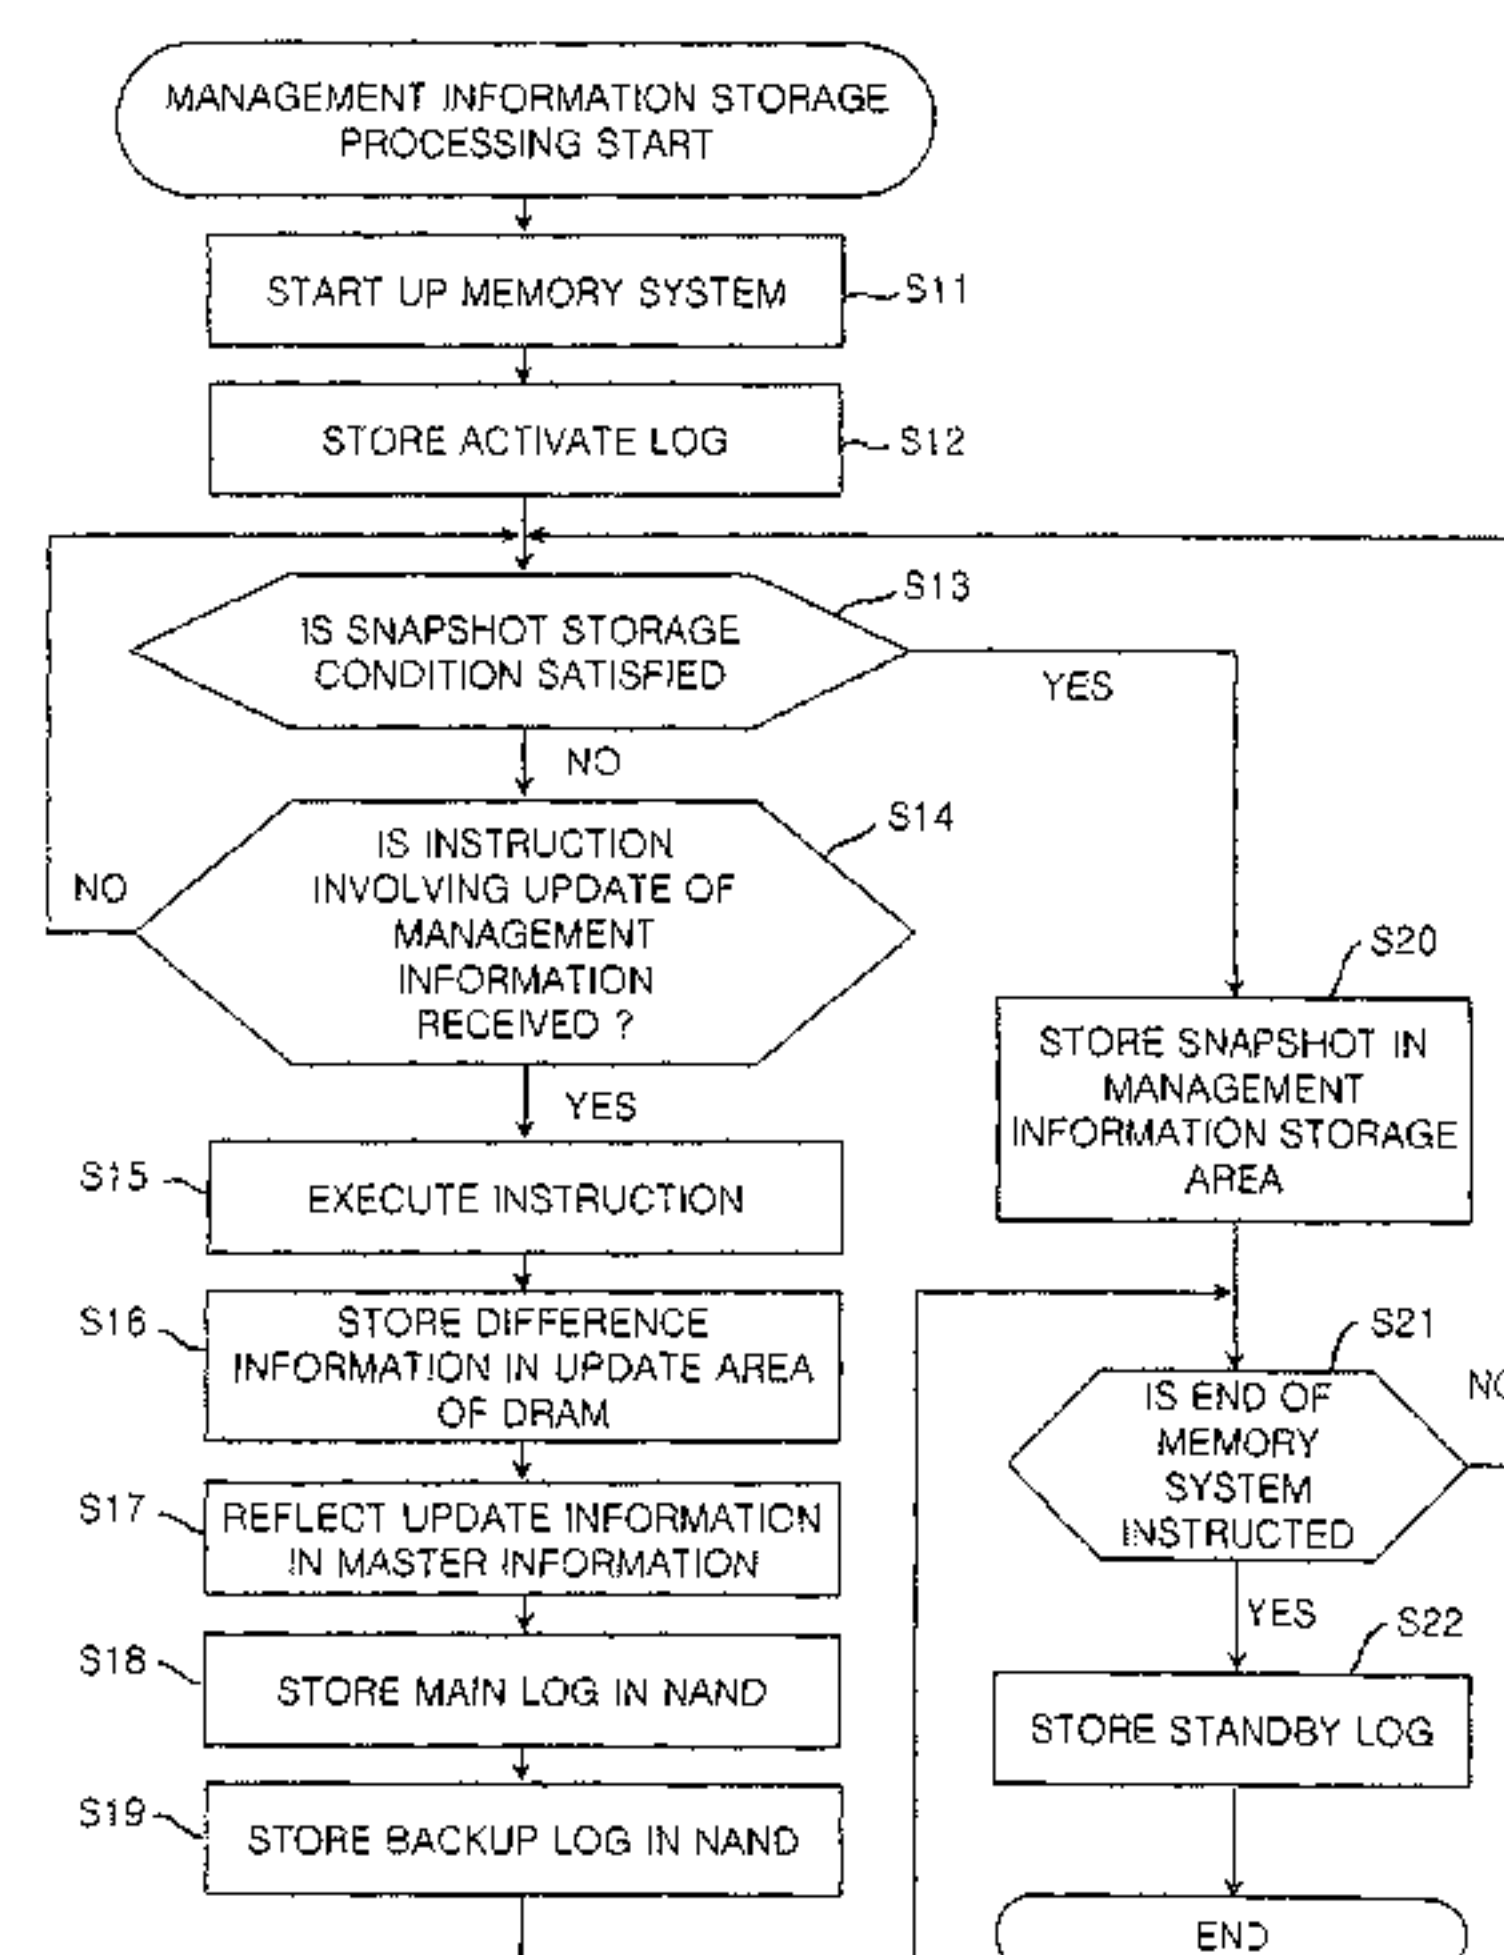 MANAGEMENT INFORMATION STORAGE
PROCESSING START
START UP MEMORY SYSTEM
S11
STORE ACTIVATE LOG
S12
IS SNAPSHOT STORAGE
CONDITION SATISFIED
S13
YES
NO
IS INSTRUCTION
INVOLVING UPDATE OF
MANAGEMENT
INFORMATION
RECEIVED ?
S14
NO
YES
S15
EXECUTE INSTRUCTION
S16
STORE DIFFERENCE
INFORMATION IN UPDATE AREA
OF DRAM
S17
REFLECT UPDATE INFORMATION
IN MASTER INFORMATION
S18
STORE MAIN LOG IN NAND
S19
STORE BACKUP LOG IN NAND
S20
STORE SNAPSHOT IN
MANAGEMENT
INFORMATION STORAGE
AREA
S21
IS END OF
MEMORY
SYSTEM
INSTRUCTED
YES
S22
STORE STANDBY LOG
END